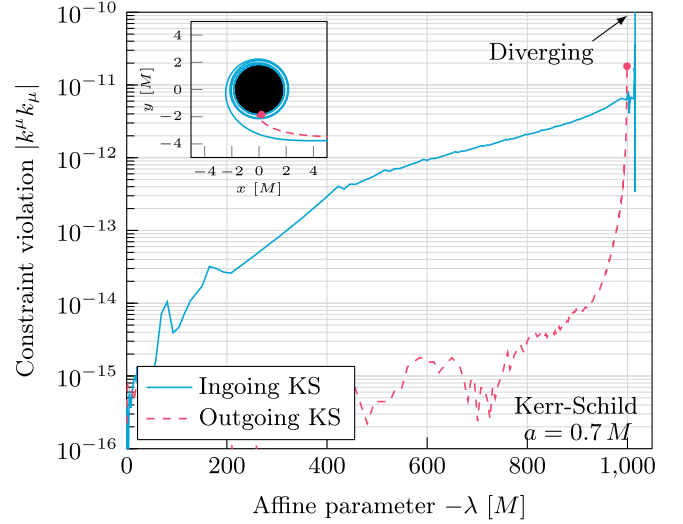 10⁻¹⁰
10⁻¹¹
10⁻¹²
10⁻¹³
10⁻¹⁴
10⁻¹⁵
10⁻¹⁶
Constraint violation |k^μ k_μ|
4
2
0
−2
−4
y [M]
−4 −2 0 2 4
x [M]
Diverging
Ingoing KS
Outgoing KS
Kerr-Schild
a = 0.7 M
0 200 400 600 800 1,000
Affine parameter −λ [M]